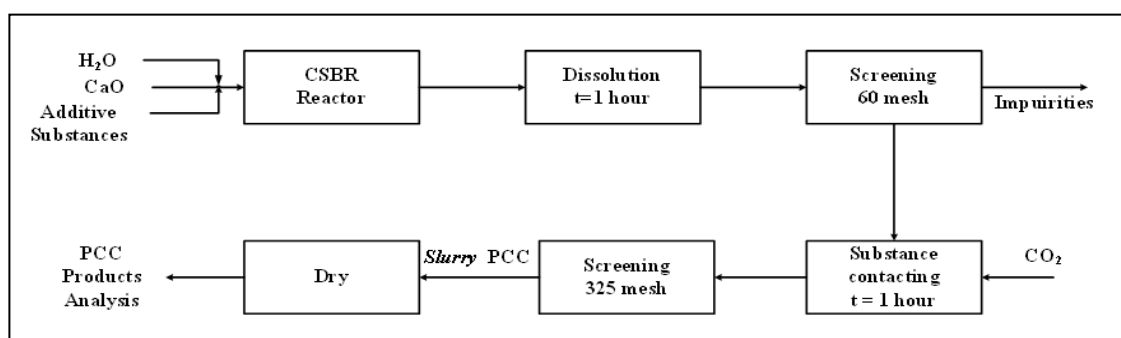 H₂O
CaO
Additive
Substances
CSBR
Reactor
Dissolution
t=1 hour
Screening
60 mesh
Impuirities
PCC
Products
Analysis
Dry
Slurry PCC
Screening
325 mesh
Substance
contacting
t = 1 hour
CO₂